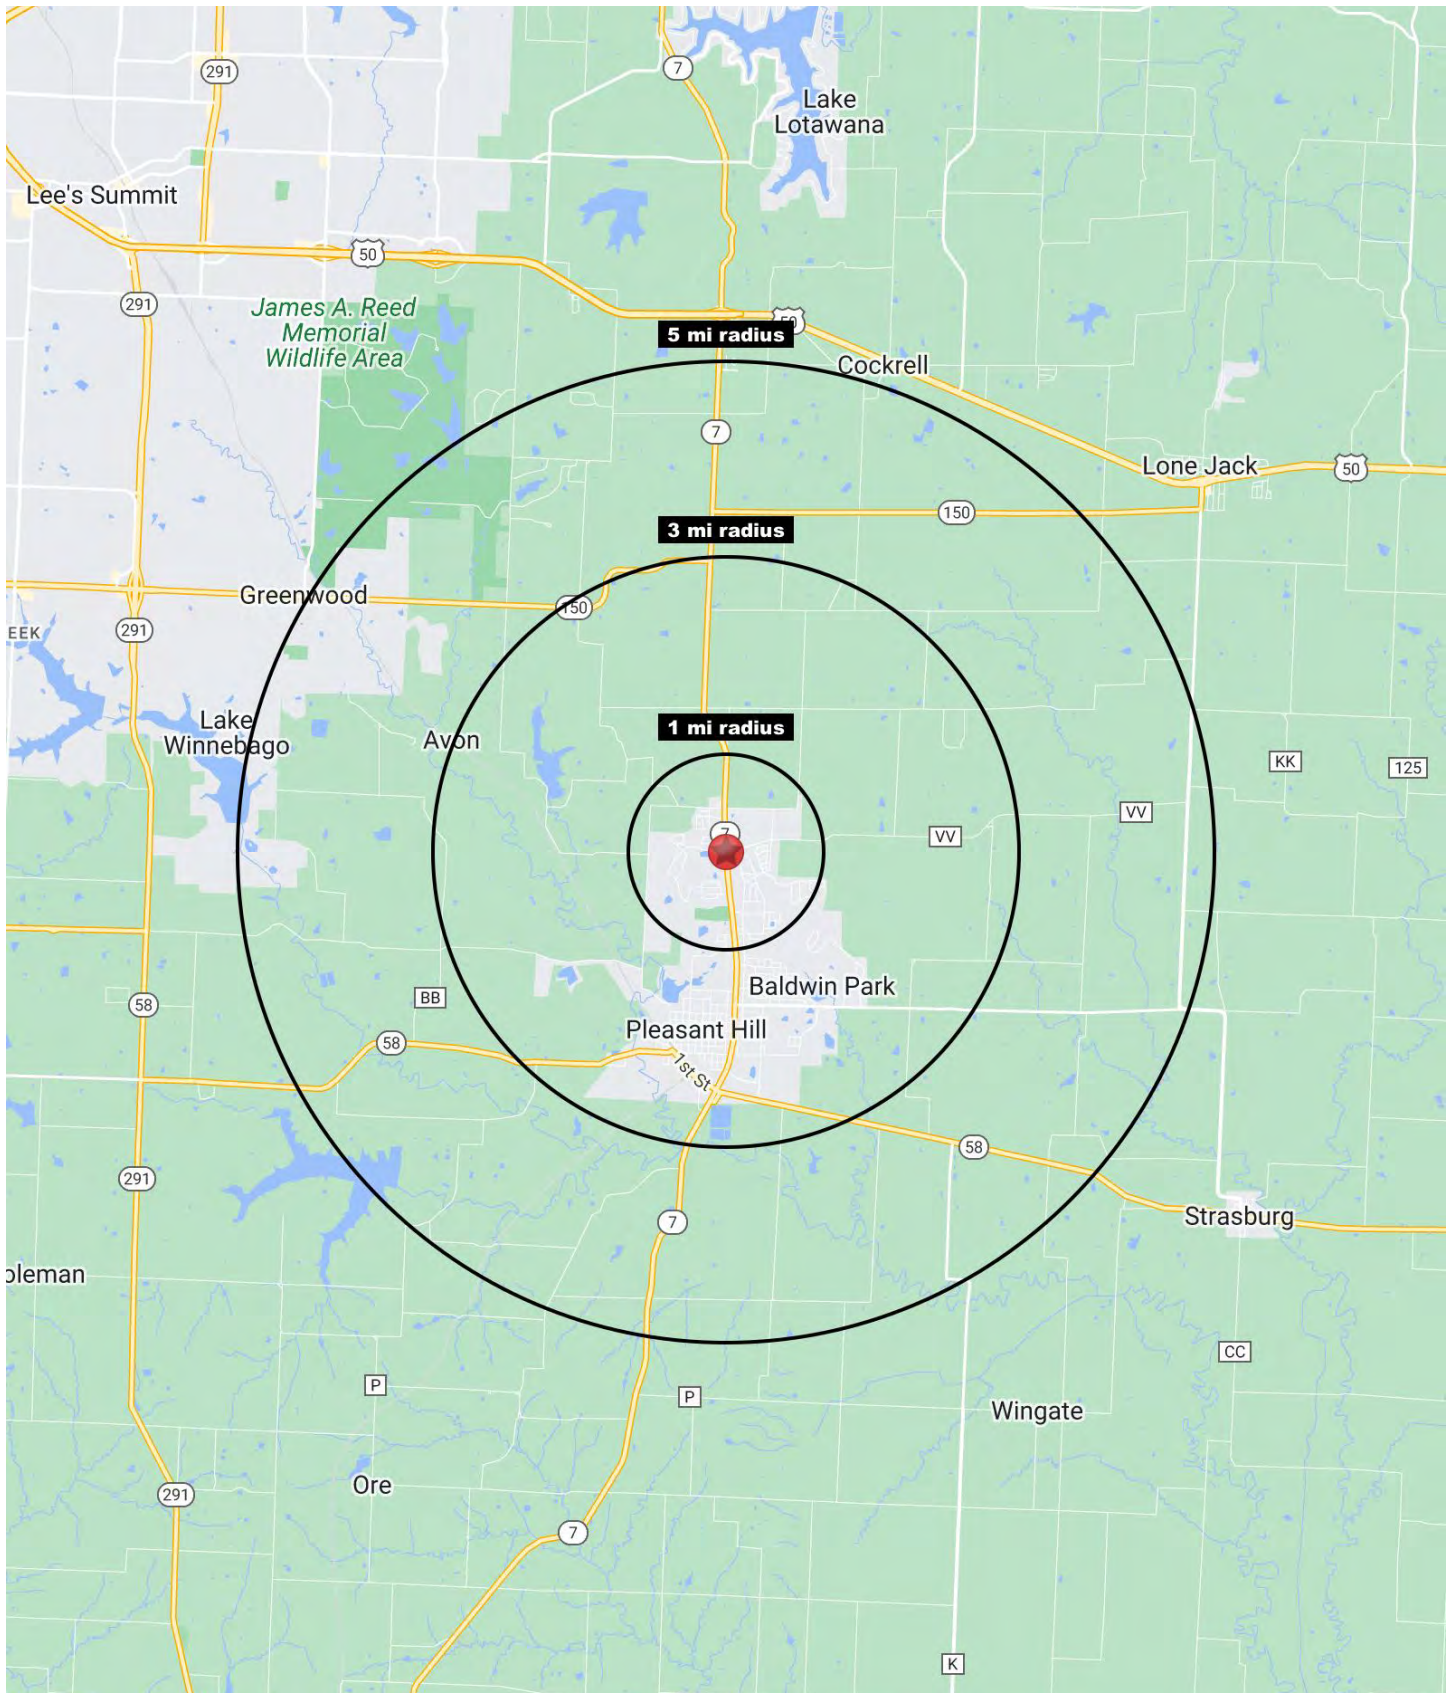 291
7
Lake
Lotawana
Lee's Summit
50
291
James A. Reed
Memorial
Wildlife Area
50
5 mi radius
Cockrell
7
Lone Jack
50
150
3 mi radius
Greenwood
150
EEK
291
Lake
Winnebago
Avon
1 mi radius
KK
125
VV
VV
7
Baldwin Park
BB
58
Pleasant Hill
58
1st St
58
291
Strasburg
7
oleman
CC
P
P
Wingate
Ore
291
7
K